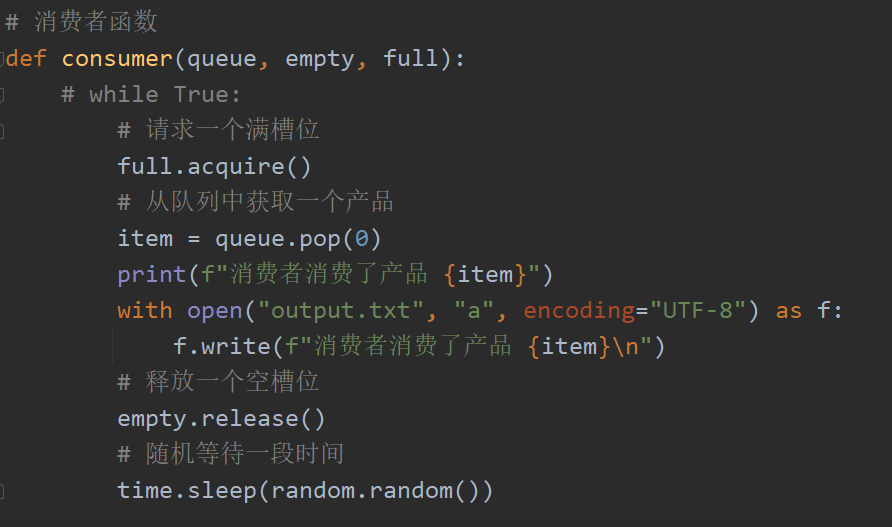 # 消费者函数
def consumer(queue, empty, full):
    # while True:
        # 请求一个满槽位
        full.acquire()
        # 从队列中获取一个产品
        item = queue.pop(0)
        print(f"消费者消费了产品 {item}")
        with open("output.txt", "a", encoding="UTF-8") as f:
            f.write(f"消费者消费了产品 {item}\n")
        # 释放一个空槽位
        empty.release()
        # 随机等待一段时间
        time.sleep(random.random())